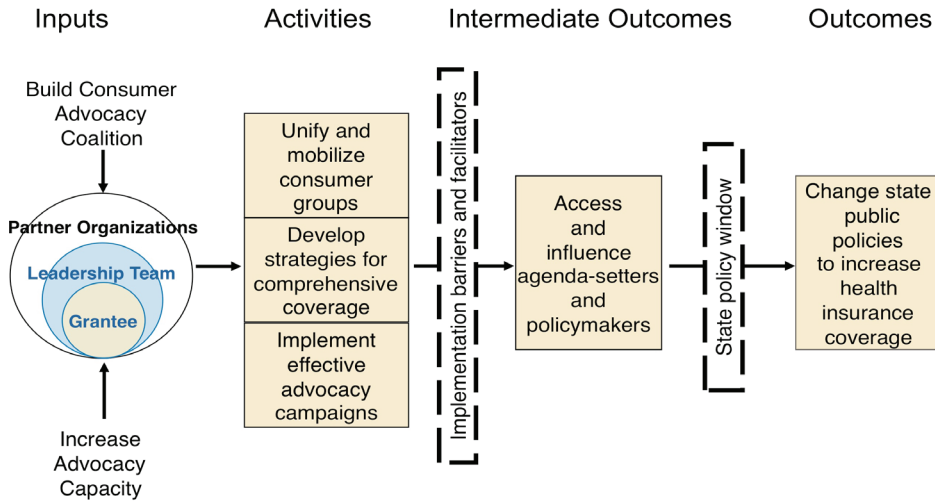 Inputs
Activities
Intermediate Outcomes
Outcomes
Build Consumer
Advocacy
Coalition
Partner Organizations
Leadership Team
Grantee
Increase
Advocacy
Capacity
Unify and
mobilize
consumer
groups
Develop
strategies for
comprehensive
coverage
Implement
effective
advocacy
campaigns
Implementation barriers and facilitators
Access
and
influence
agenda-setters
and
policymakers
State policy window
Change state
public
policies
to increase
health
insurance
coverage